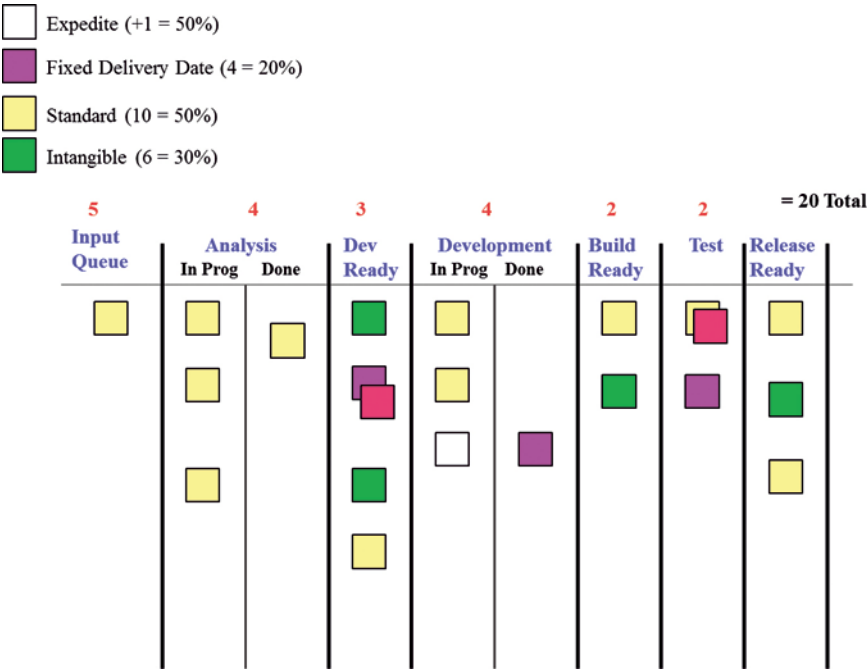 Expedite (+1 = 50%)
Fixed Delivery Date (4 = 20%)
Standard (10 = 50%)
Intangible (6 = 30%)
5 4 3 4 2 2 = 20 Total
Input Queue
Analysis
In Prog Done
Dev Ready
Development
In Prog Done
Build Ready
Test
Release Ready